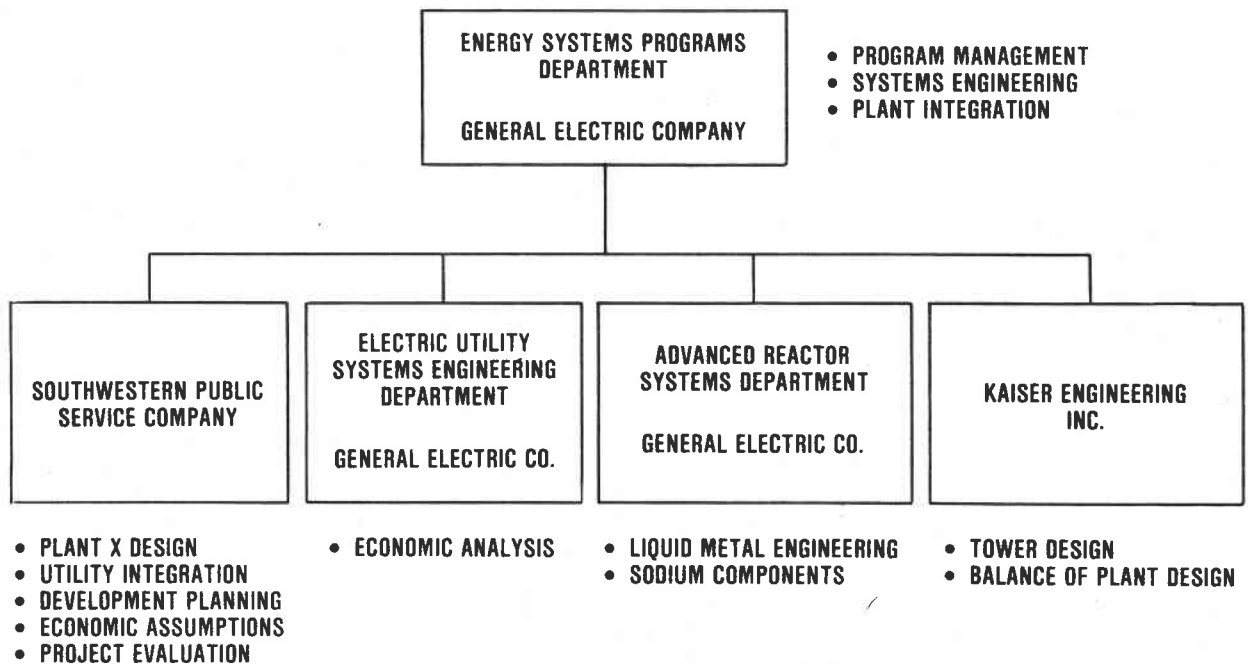 ENERGY SYSTEMS PROGRAMS
DEPARTMENT
GENERAL ELECTRIC COMPANY
• PROGRAM MANAGEMENT
• SYSTEMS ENGINEERING
• PLANT INTEGRATION
SOUTHWESTERN PUBLIC
SERVICE COMPANY
• PLANT X DESIGN
• UTILITY INTEGRATION
• DEVELOPMENT PLANNING
• ECONOMIC ASSUMPTIONS
• PROJECT EVALUATION
ELECTRIC UTILITY
SYSTEMS ENGINEERING
DEPARTMENT
GENERAL ELECTRIC CO.
• ECONOMIC ANALYSIS
ADVANCED REACTOR
SYSTEMS DEPARTMENT
GENERAL ELECTRIC CO.
• LIQUID METAL ENGINEERING
• SODIUM COMPONENTS
KAISER ENGINEERING
INC.
• TOWER DESIGN
• BALANCE OF PLANT DESIGN